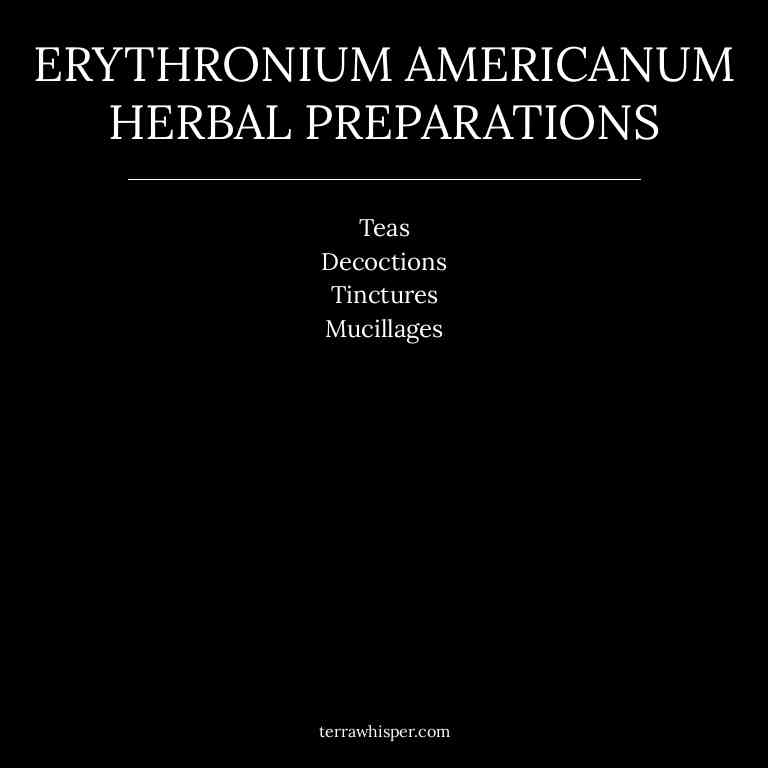 ERYTHRONIUM AMERICANUM
HERBAL PREPARATIONS
Teas
Decoctions
Tinctures
Mucillages
terrawhisper.com